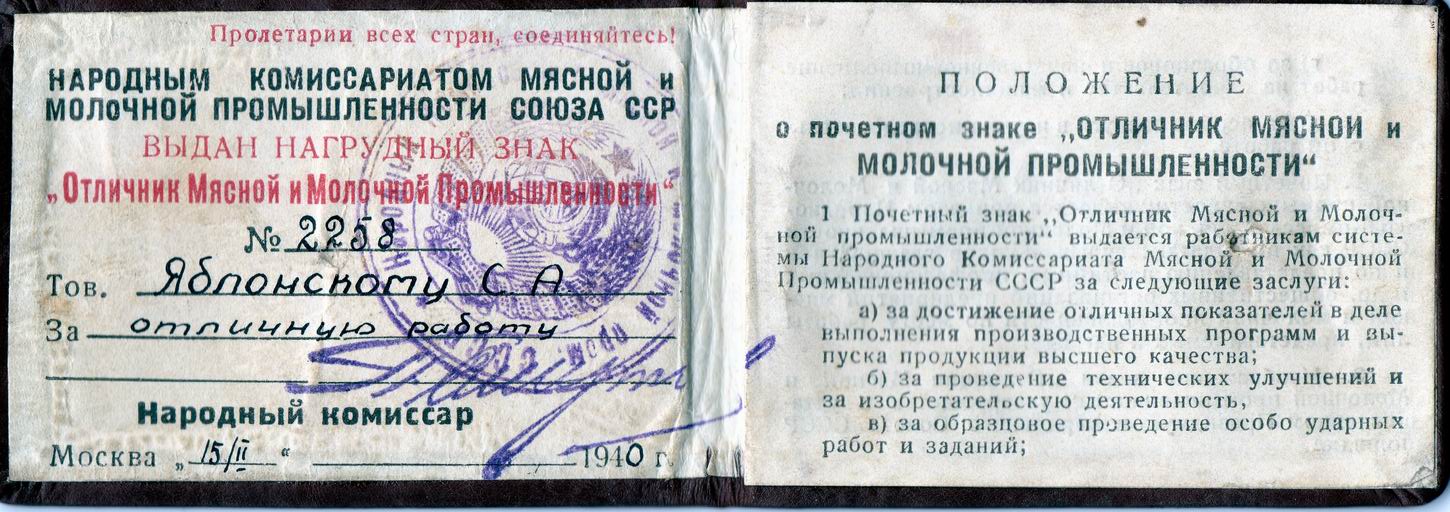 Пролетарии всех стран, соединяйтесь!
НАРОДНЫМ КОМИССАРИАТОМ МЯСНОЙ и
МОЛОЧНОЙ ПРОМЫШЛЕННОСТИ СОЮЗА ССР
ВЫДАН НАГРУДНЫЙ ЗНАК
„Отличник Мясной и Молочной Промышленности"
№ 2258
Тов. Яблонскому С. А
За отличную работу
Народный комиссар
Москва „15/II" 1940 г.
ПОЛОЖЕНИЕ
о почетном знаке „ОТЛИЧНИК МЯСНОЙ и
МОЛОЧНОЙ ПРОМЫШЛЕННОСТИ"
1 Почетный знак „Отличник Мясной и Молоч-
ной промышленности" выдается работникам систе-
мы Народного Комиссариата Мясной и Молочной
Промышленности СССР за следующие заслуги:
а) за достижение отличных показателей в деле
выполнения производственных программ и вы-
пуска продукции высшего качества;
б) за проведение технических улучшений и
за изобретательскую деятельность,
в) за образцовое проведение особо ударных
работ и заданий;